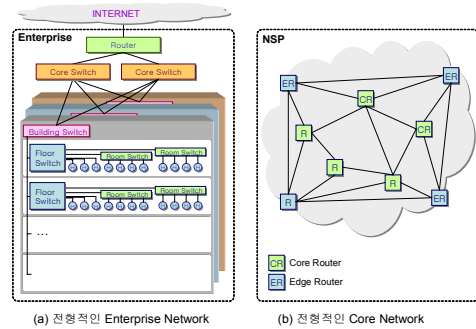 INTERNET
Enterprise
Router
Core Switch
Core Switch
Building Switch
Floor Switch
Room Switch
Room Switch
Floor Switch
Room Switch
Room Switch
...
(a) 전형적인 Enterprise Network
NSP
ER
ER
CR
R
CR
R
R
R
ER
CR Core Router
ER Edge Router
(b) 전형적인 Core Network